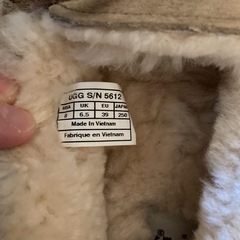 UGG S/N 5612
USA UK EU JAPAN
8 6,5 39 250
Made In Vietnam
Fabriqué en Vietnam